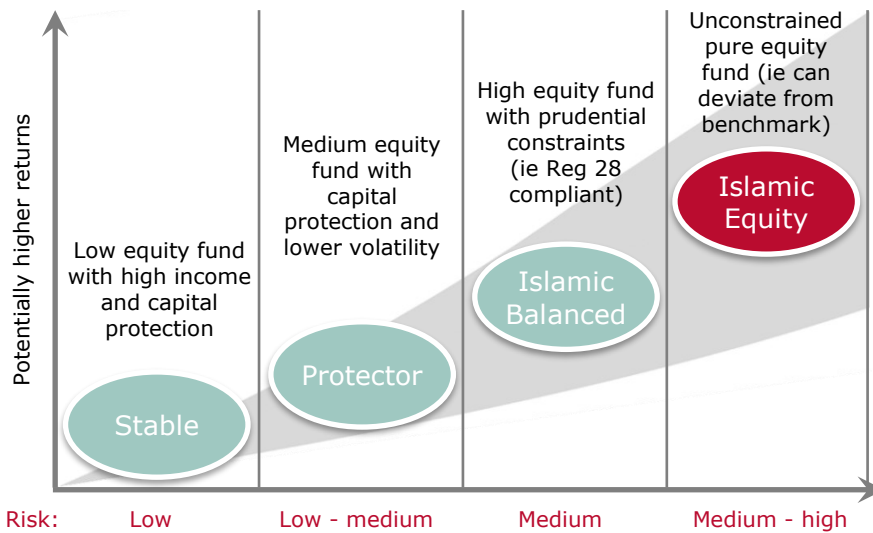 Potentially higher returns
Low equity fund
with high income
and capital
protection
Stable
Medium equity
fund with
capital
protection and
lower volatility
Protector
High equity fund
with prudential
constraints
(ie Reg 28
compliant)
Islamic
Balanced
Unconstrained
pure equity
fund (ie can
deviate from
benchmark)
Islamic
Equity
Risk:
Low
Low - medium
Medium
Medium - high